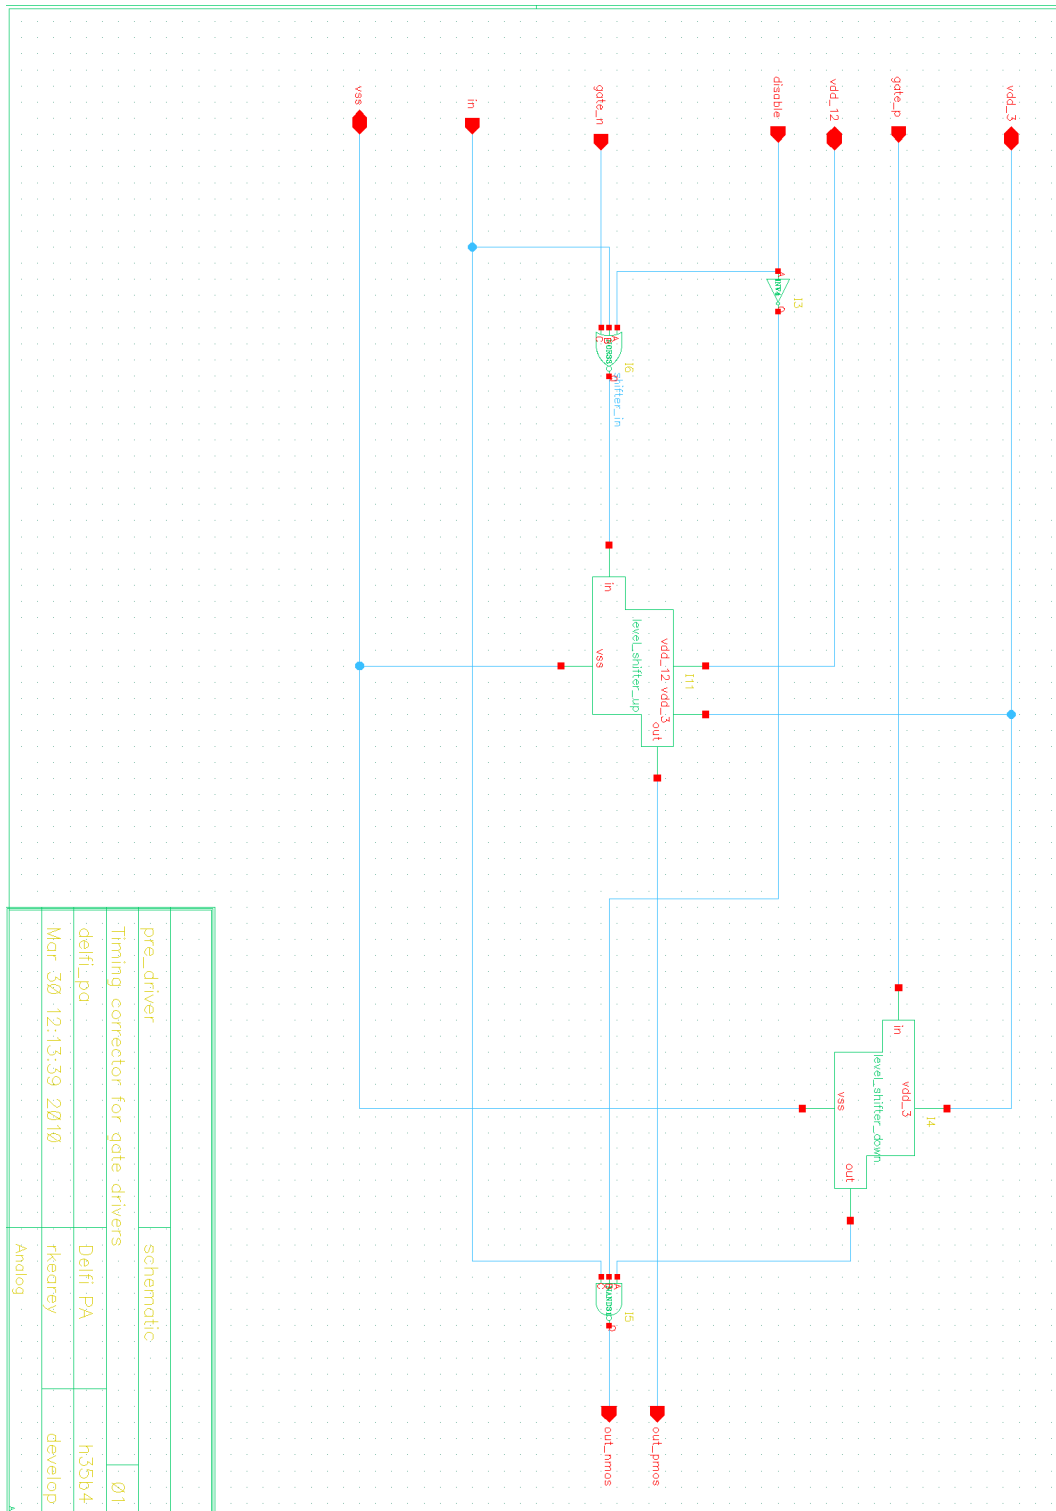 vdd_3
gate_p
vdd_12
disable
gate_n
in
vss
A
Q
I3
A
B
C
Q
I6
shifter_in
in
level_shifter_up
vdd_12
vdd_3
vss
out
I11
in
level_shifter_down
vdd_3
vss
out
I4
A
C
Q
I5
out_pmos
out_nmos
pre_driver schematic
Timing corrector for gate drivers 01
delfi_pa Delfi PA h35b4
Mar 30 12:13:39 2010 rkearey develop
Analog